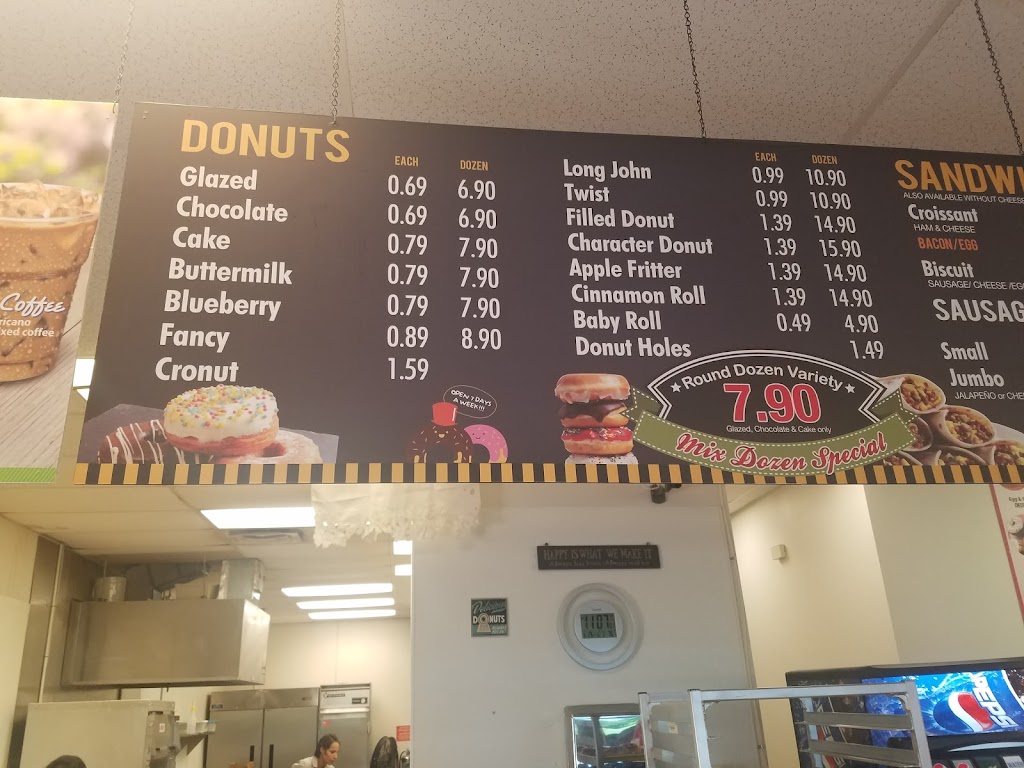 DONUTS
EACH DOZEN
Glazed 0.69 6.90
Chocolate 0.69 6.90
Cake 0.79 7.90
Buttermilk 0.79 7.90
Blueberry 0.79 7.90
Fancy 0.89 8.90
Cronut 1.59
OPEN 7 DAYS
A WEEK!!!
EACH DOZEN
Long John 0.99 10.90
Twist 0.99 10.90
Filled Donut 1.39 14.90
Character Donut 1.39 15.90
Apple Fritter 1.39 14.90
Cinnamon Roll 1.39 14.90
Baby Roll 0.49 4.90
Donut Holes 1.49
Round Dozen Variety
7.90
Glazed, Chocolate & Cake only
Mix Dozen Special
SANDWI
ALSO AVAILABLE WITHOUT CHEESE
Croissant
HAM & CHEESE
BACON/EGG
Biscuit
SAUSAGE/ CHEESE /EGG
SAUSAG
Small
Jumbo
JALAPEÑO or CHE
Coffee
ricano
ixed coffee
HAPPY IS WHAT WE MAKE IT
Delicious
DONUTS
PEPSI